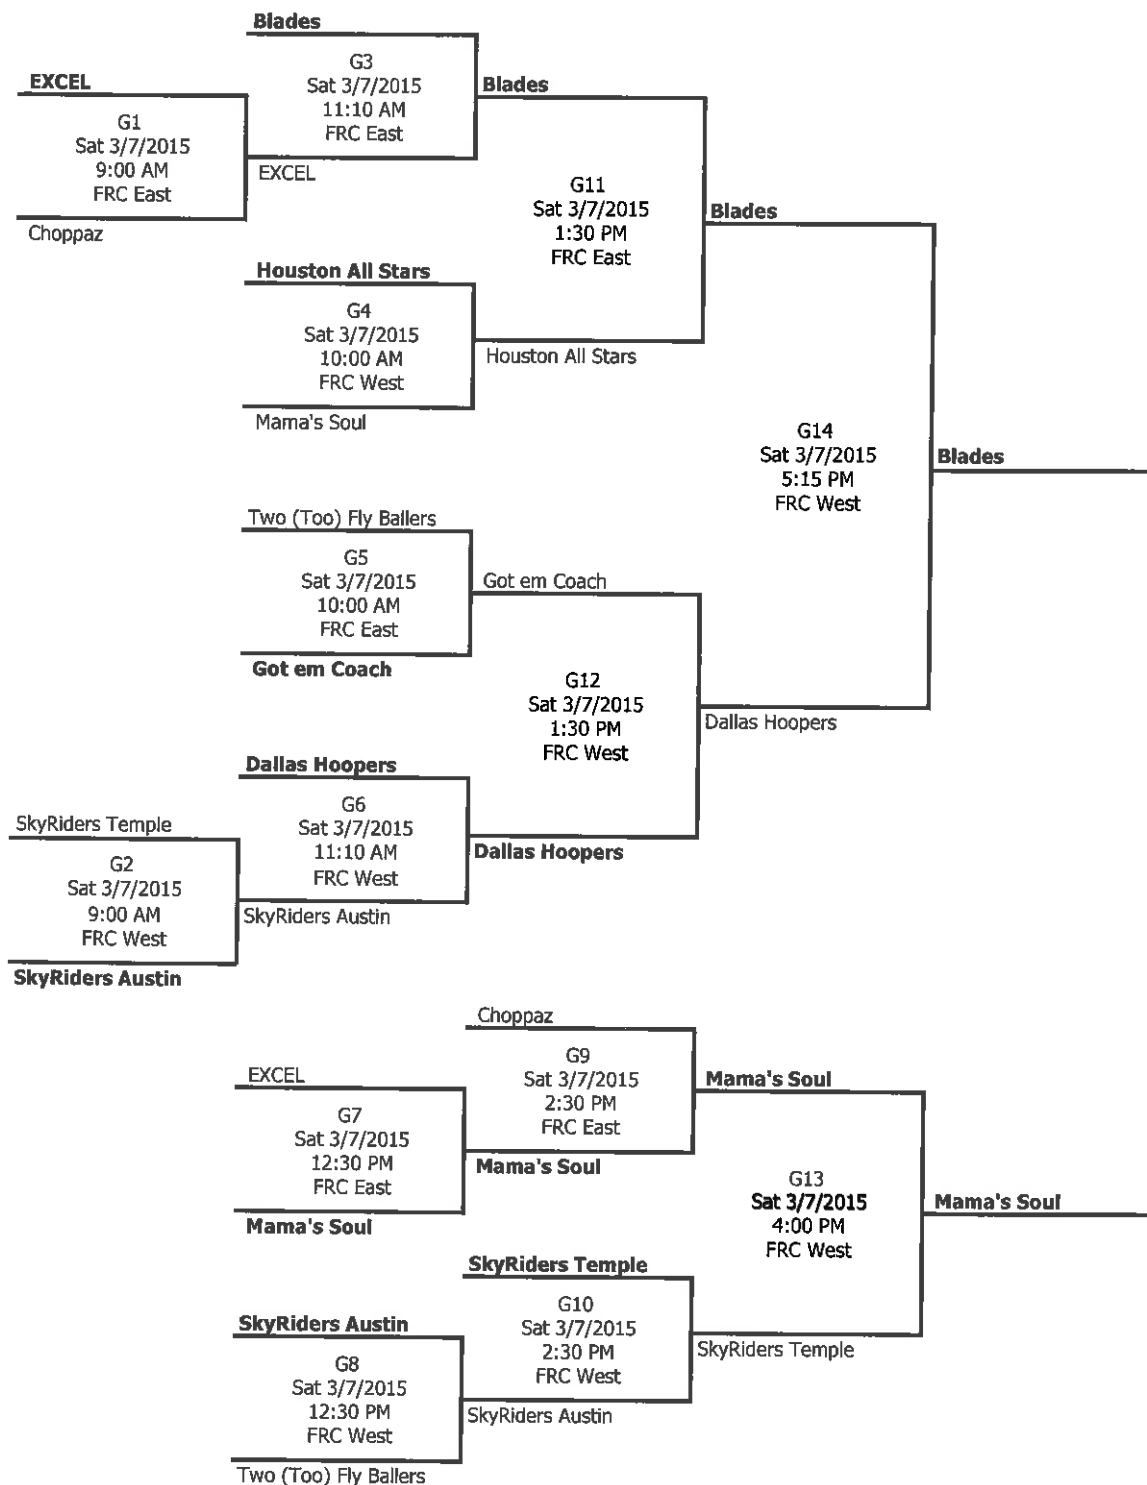 Blades
G3
Sat 3/7/2015
11:10 AM
FRC East
EXCEL
Blades
G1
Sat 3/7/2015
9:00 AM
FRC East
EXCEL
Choppaz
G11
Sat 3/7/2015
1:30 PM
FRC East
Blades
Houston All Stars
G4
Sat 3/7/2015
10:00 AM
FRC West
Houston All Stars
Mama's Soul
G14
Sat 3/7/2015
5:15 PM
FRC West
Blades
Two (Too) Fly Ballers
G5
Sat 3/7/2015
10:00 AM
FRC East
Got em Coach
Got em Coach
G12
Sat 3/7/2015
1:30 PM
FRC West
Dallas Hoopers
Dallas Hoopers
G6
Sat 3/7/2015
11:10 AM
FRC West
Dallas Hoopers
SkyRiders Temple
G2
Sat 3/7/2015
9:00 AM
FRC West
SkyRiders Austin
SkyRiders Austin
Choppaz
G9
Sat 3/7/2015
2:30 PM
FRC East
Mama's Soul
EXCEL
G7
Sat 3/7/2015
12:30 PM
FRC East
Mama's Soul
Mama's Soul
G13
Sat 3/7/2015
4:00 PM
FRC West
Mama's Soul
SkyRiders Temple
G10
Sat 3/7/2015
2:30 PM
FRC West
SkyRiders Temple
SkyRiders Austin
G8
Sat 3/7/2015
12:30 PM
FRC West
SkyRiders Austin
Two (Too) Fly Ballers